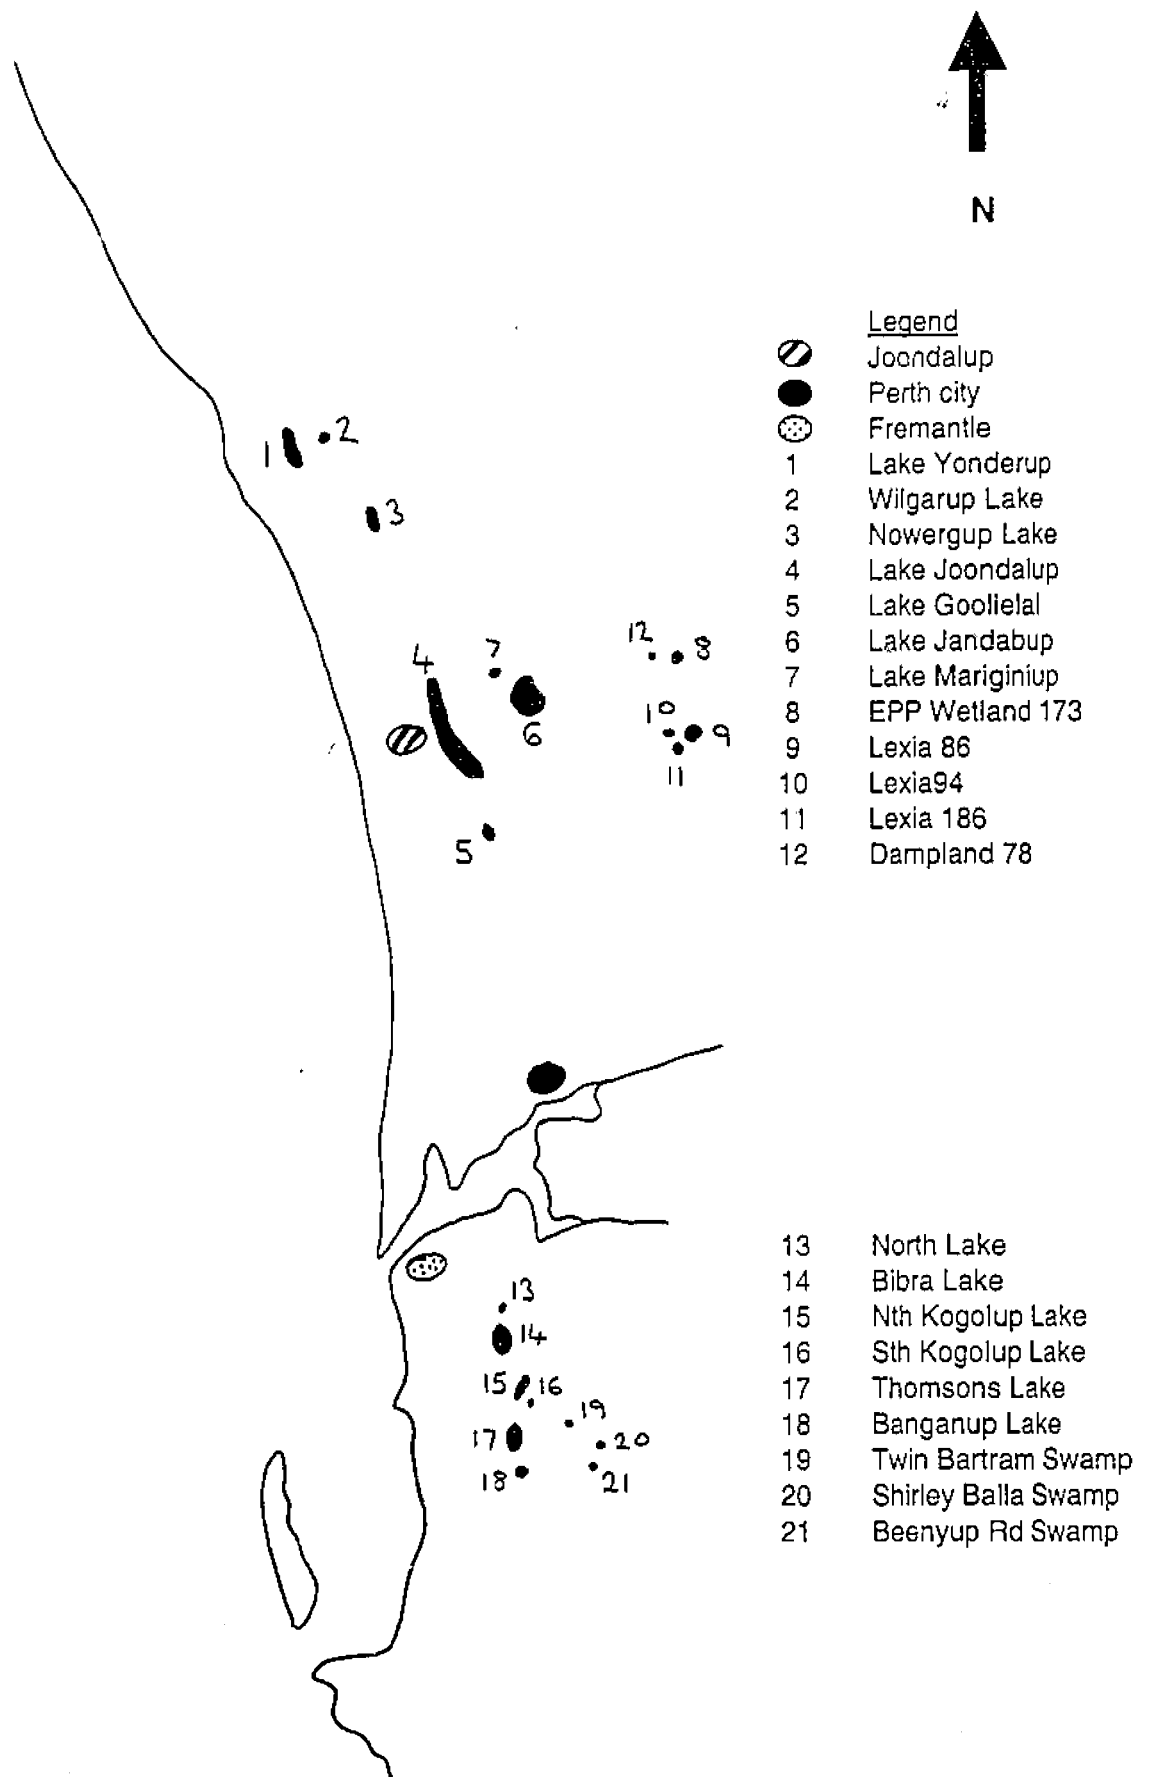 N
Legend
Joondalup
Perth city
Fremantle
1 Lake Yonderup
2 Wilgarup Lake
3 Nowergup Lake
4 Lake Joondalup
5 Lake Goolielal
6 Lake Jandabup
7 Lake Mariginiup
8 EPP Wetland 173
9 Lexia 86
10 Lexia94
11 Lexia 186
12 Dampland 78
1
2
3
4
7
6
5
12
8
10
9
11
13 North Lake
14 Bibra Lake
15 Nth Kogolup Lake
16 Sth Kogolup Lake
17 Thomsons Lake
18 Banganup Lake
19 Twin Bartram Swamp
20 Shirley Balla Swamp
21 Beenyup Rd Swamp
13
14
15
16
19
17
20
18
21